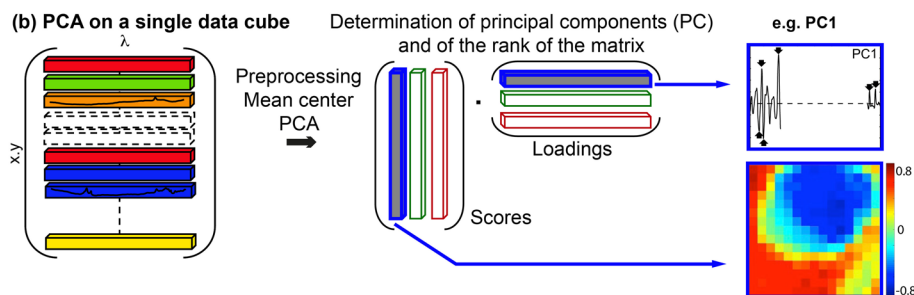 (b) PCA on a single data cube
λ
x.y
Preprocessing
Mean center
PCA
Determination of principal components (PC)
and of the rank of the matrix
.
Loadings
Scores
e.g. PC1
PC1
0.8
0
-0.8